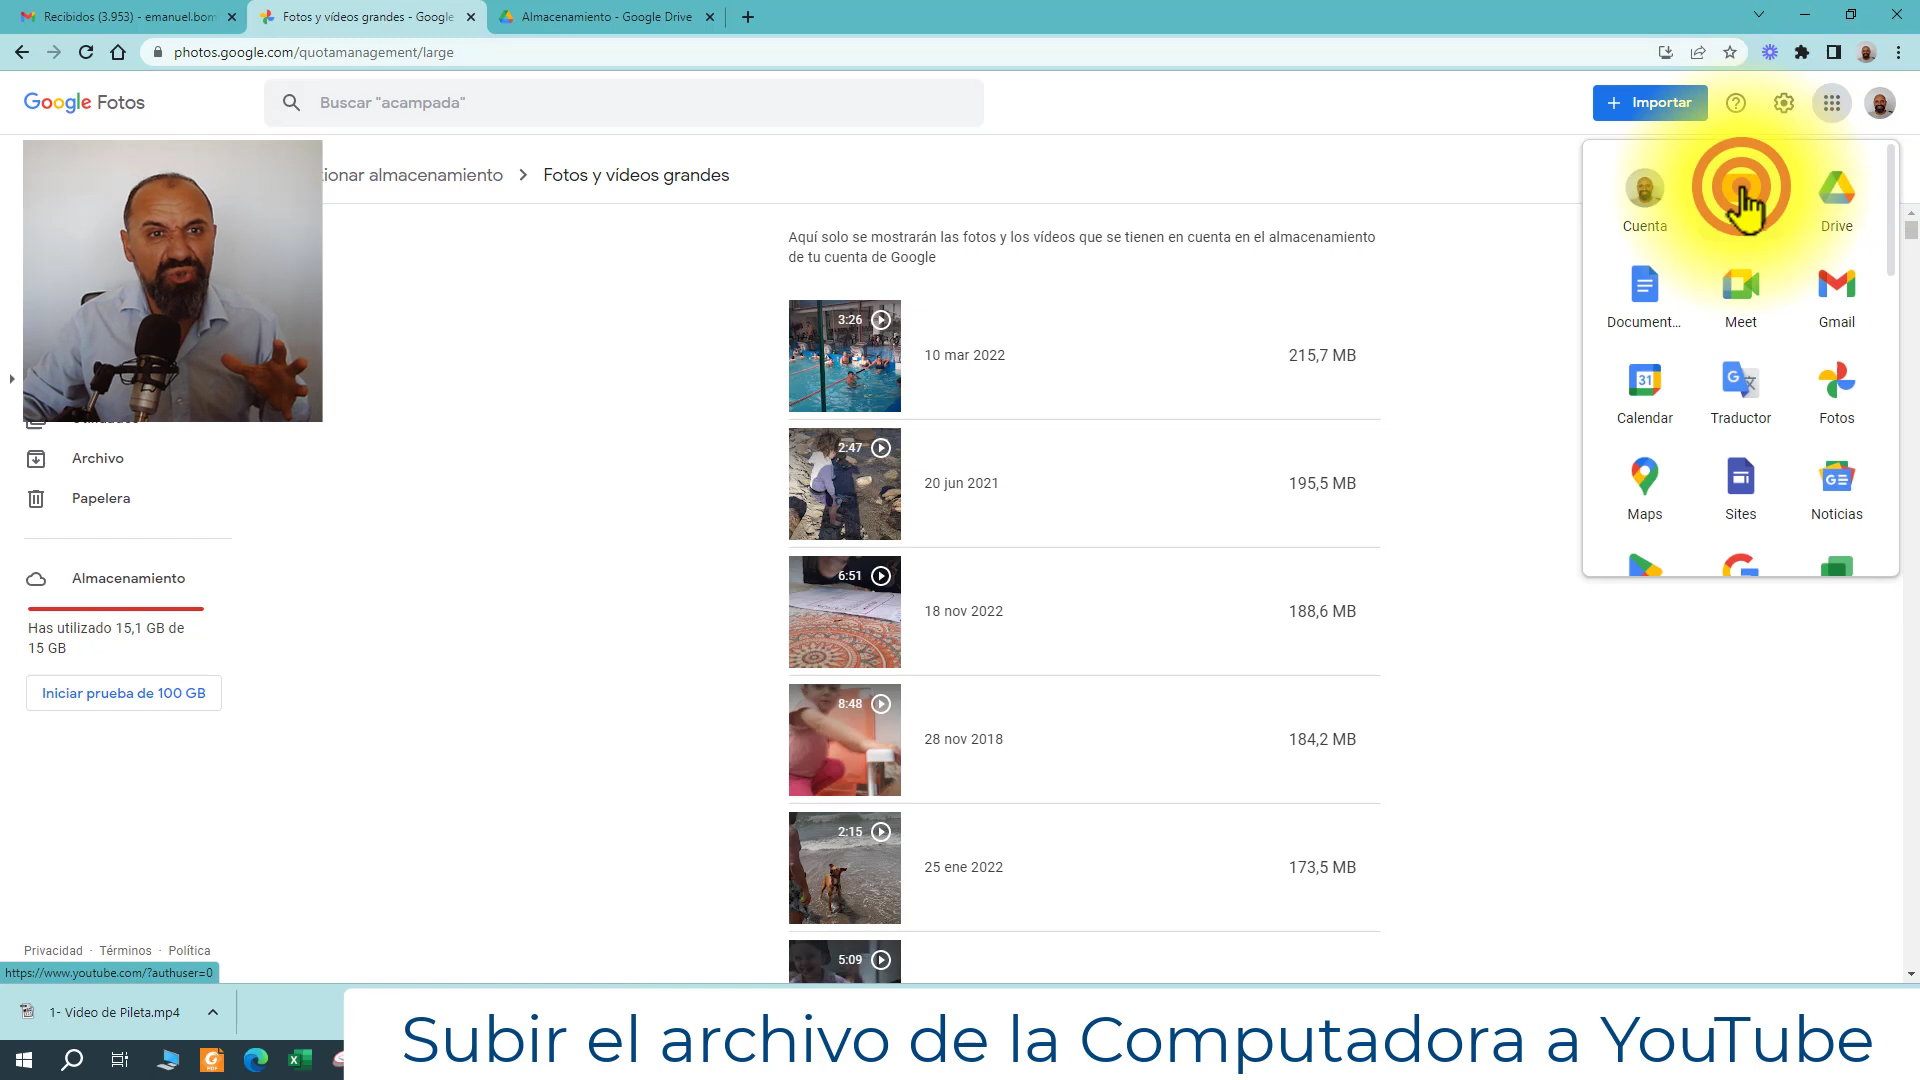 Recibidos (3.953) - emanuel.bom
Fotos y vídeos grandes - Google
Almacenamiento - Google Drive
photos.google.com/quotamanagement/large
Google Fotos
Buscar "acampada"
Importar
ionar almacenamiento
Fotos y vídeos grandes
Aquí solo se mostrarán las fotos y los vídeos que se tienen en cuenta en el almacenamiento
de tu cuenta de Google
Cuenta
Drive
Document...
Meet
Gmail
31
Calendar
Traductor
Fotos
Maps
Sites
Noticias
3:26
10 mar 2022
215,7 MB
2:47
20 jun 2021
195,5 MB
6:51
18 nov 2022
188,6 MB
8:48
28 nov 2018
184,2 MB
2:15
25 ene 2022
173,5 MB
5:09
Archivo
Papelera
Almacenamiento
Has utilizado 15,1 GB de
15 GB
Iniciar prueba de 100 GB
Privacidad · Términos · Política
https://www.youtube.com/?authuser=0
1- Video de Pileta.mp4
Subir el archivo de la Computadora a YouTube